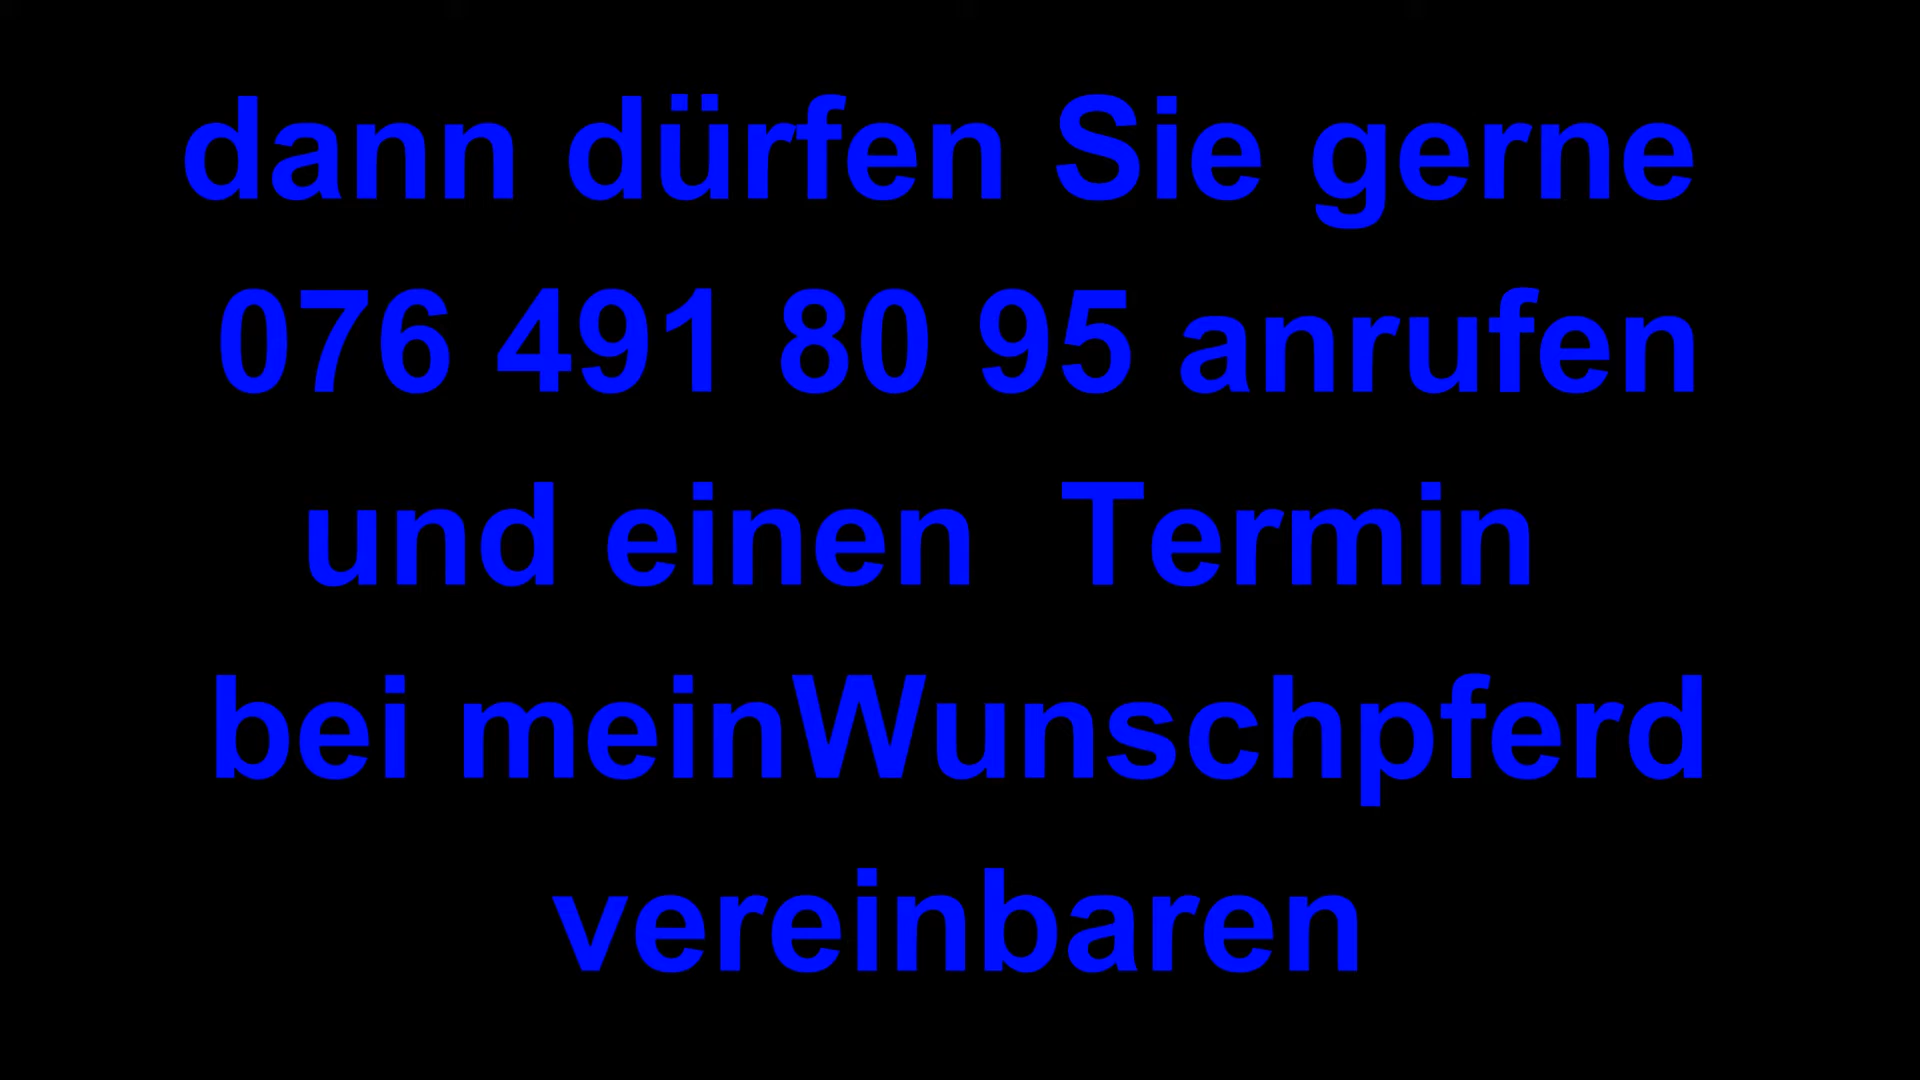 dann dürfen Sie gerne
076 491 80 95 anrufen
und einen  Termin
bei meinWunschpferd
vereinbaren